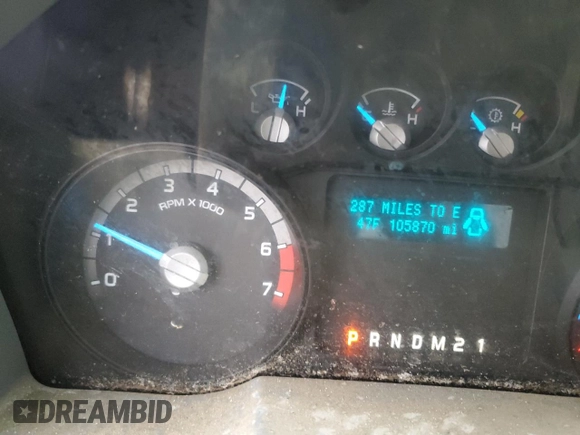 L H
H
H
287 MILES TO E
47F 105870 mi
0 1 2 3 4 5 6 7
RPM X 1000
P R N D M 2 1
DREAMBID